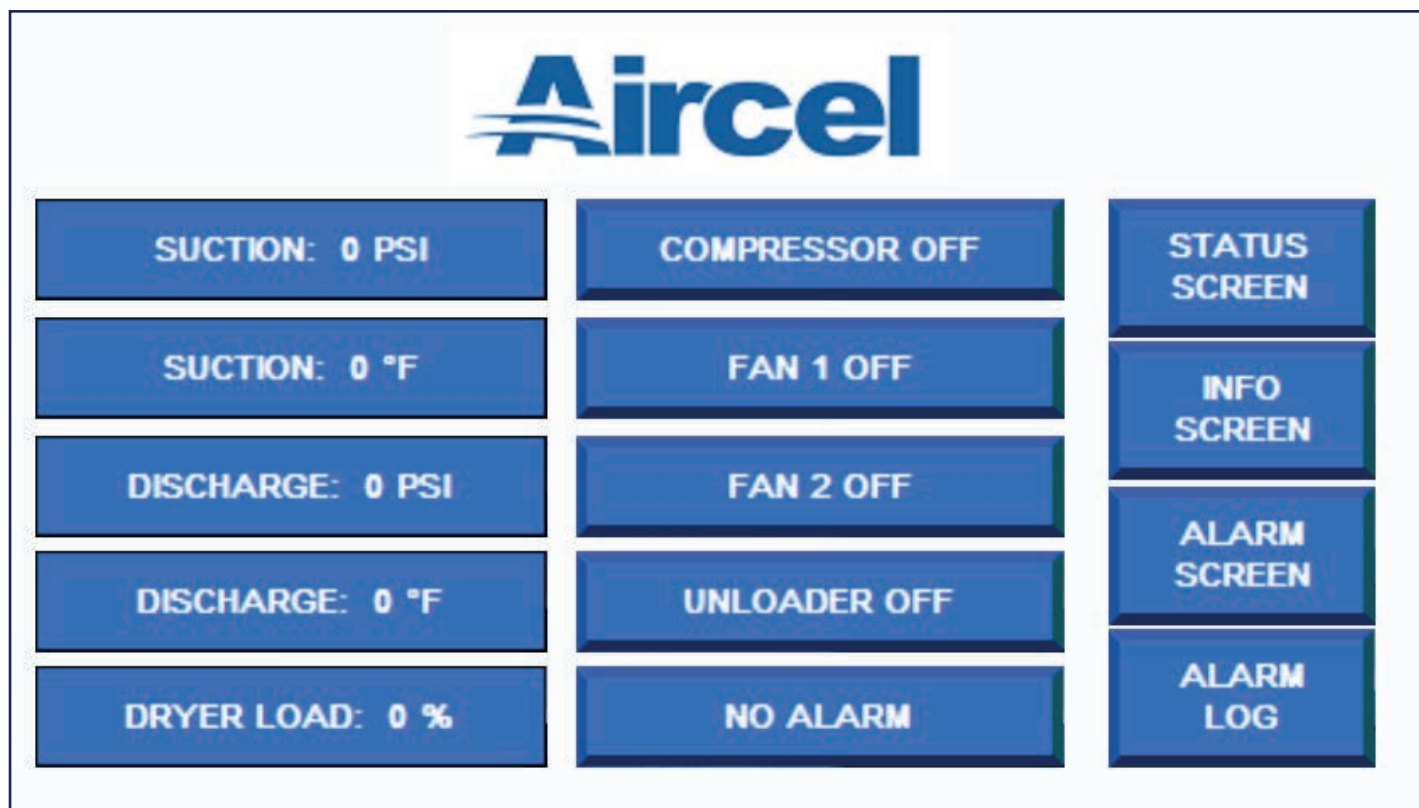 Aircel
SUCTION: 0 PSI
SUCTION: 0 °F
DISCHARGE: 0 PSI
DISCHARGE: 0 °F
DRYER LOAD: 0 %
COMPRESSOR OFF
FAN 1 OFF
FAN 2 OFF
UNLOADER OFF
NO ALARM
STATUS
SCREEN
INFO
SCREEN
ALARM
SCREEN
ALARM
LOG